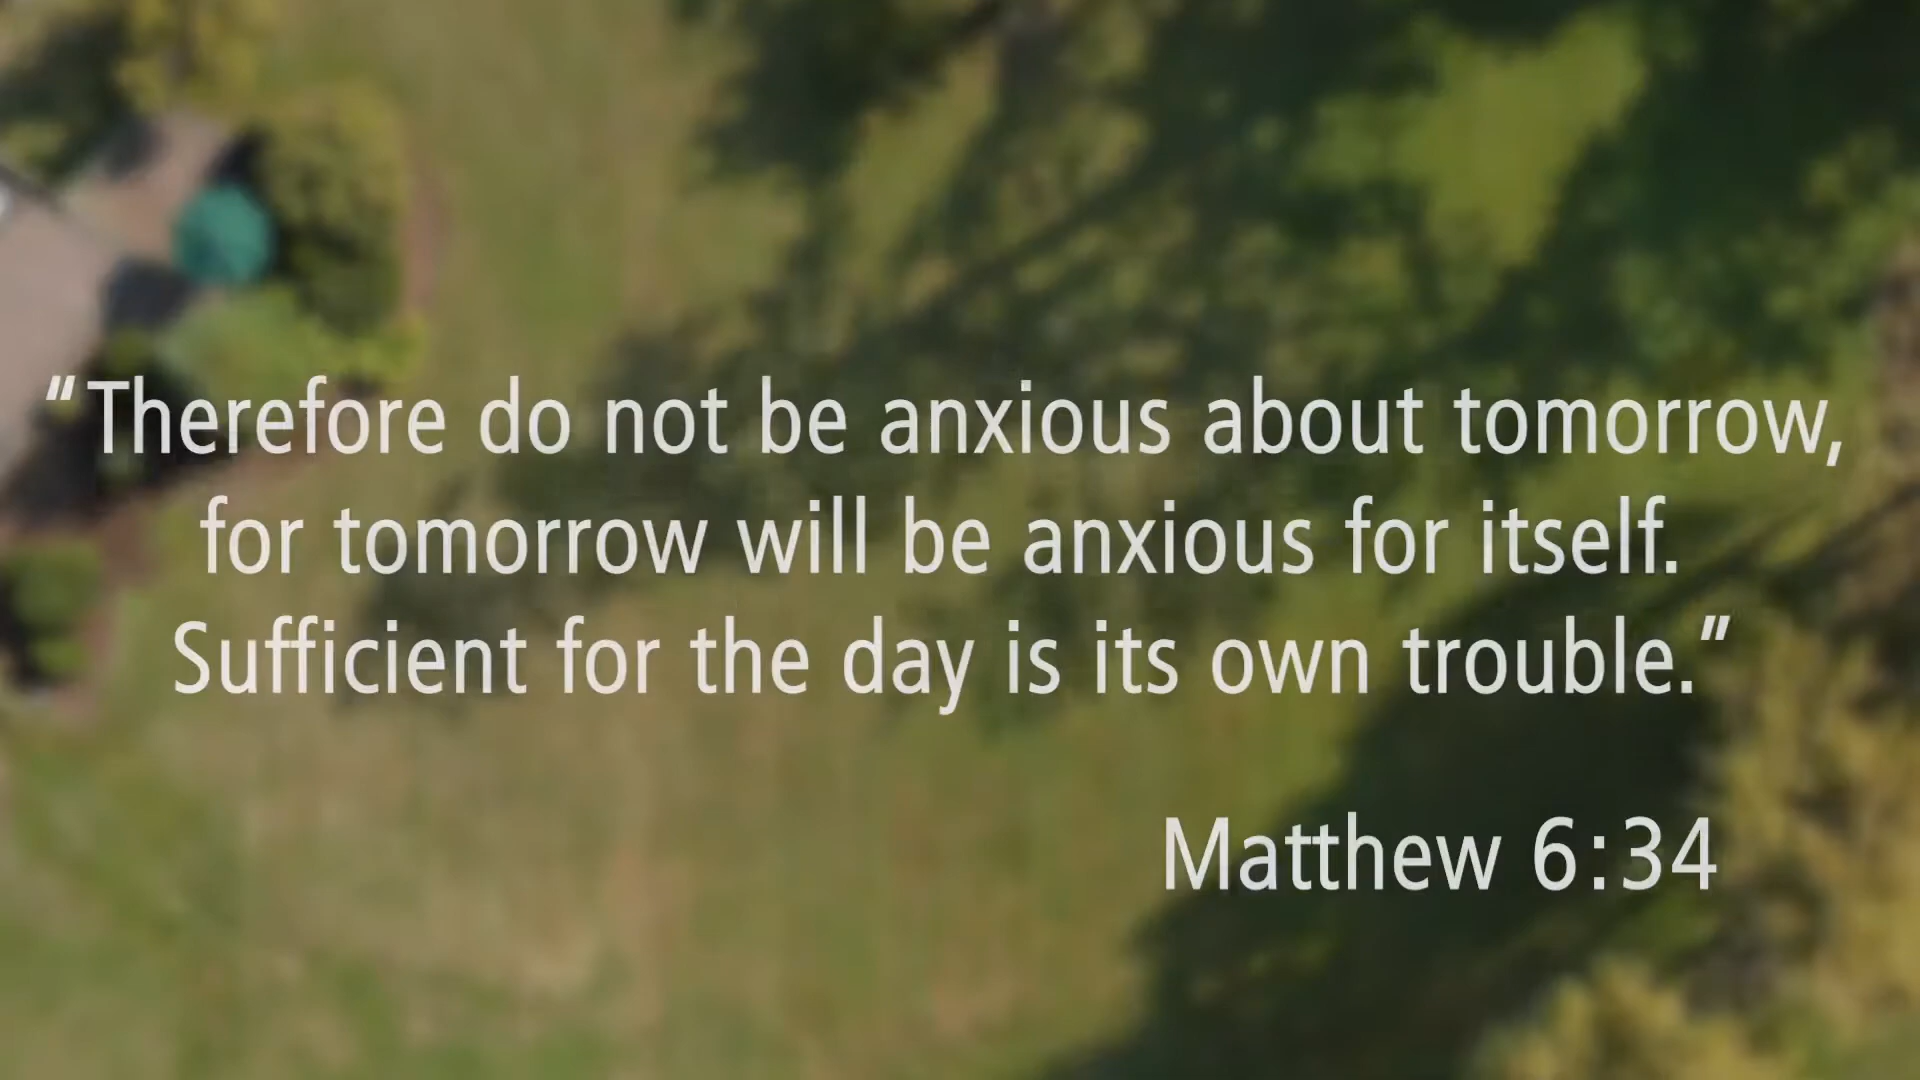 “Therefore do not be anxious about tomorrow,
for tomorrow will be anxious for itself.
Sufficient for the day is its own trouble.”
Matthew 6:34